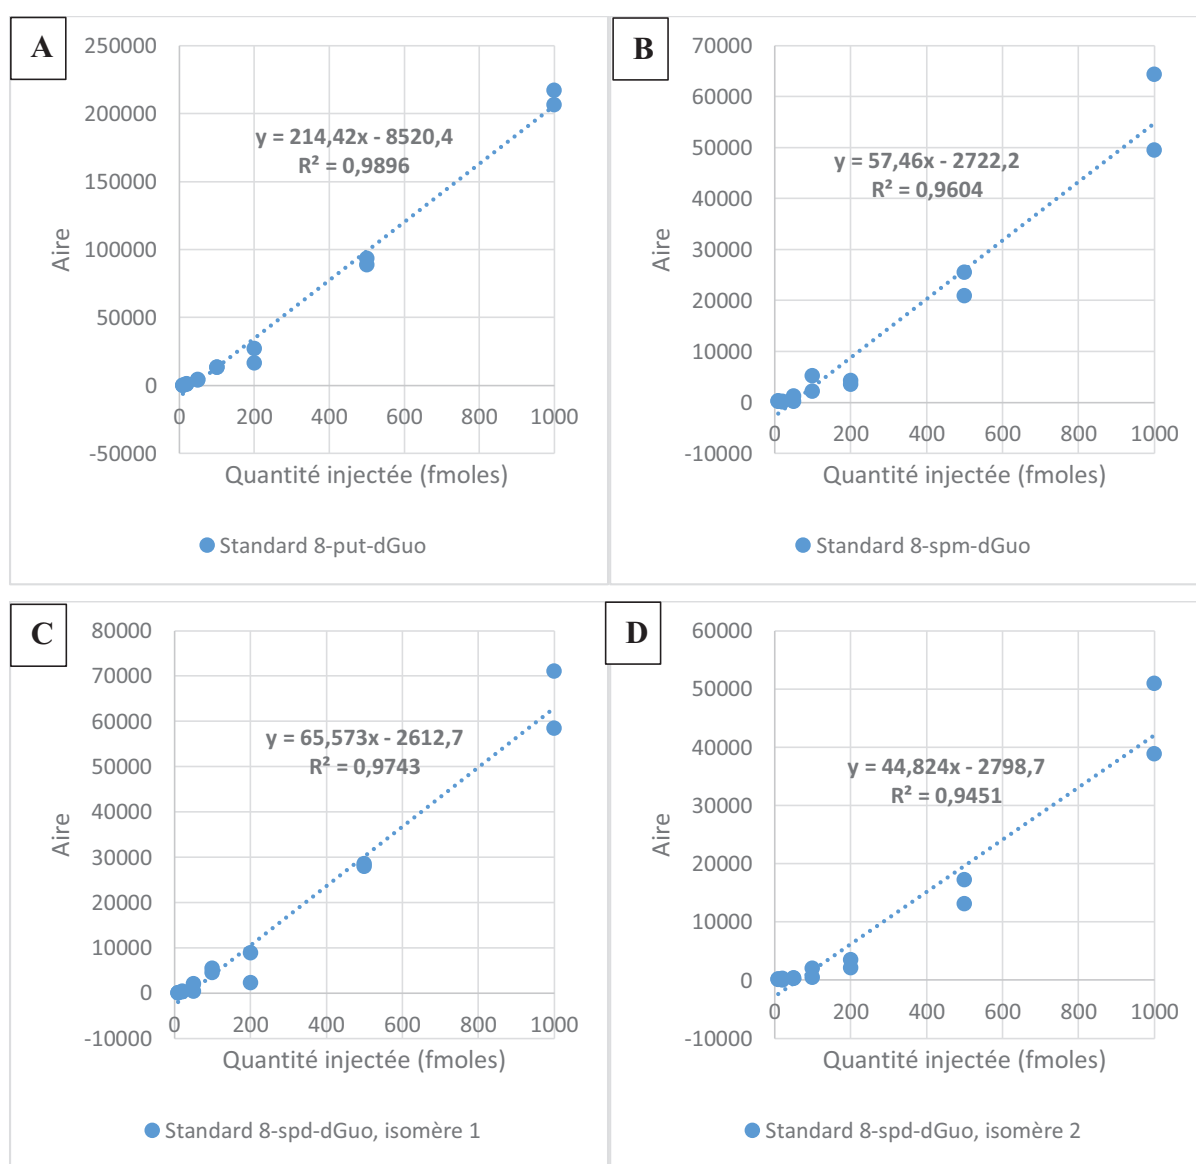 A
250000
200000
150000
100000
50000
0
-50000
0 200 400 600 800 1000
Aire
y = 214,42x - 8520,4
R² = 0,9896
Quantité injectée (fmoles)
Standard 8-put-dGuo
B
70000
60000
50000
40000
30000
20000
10000
0
-10000
0 200 400 600 800 1000
Aire
y = 57,46x - 2722,2
R² = 0,9604
Quantité injectée (fmoles)
Standard 8-spm-dGuo
C
80000
70000
60000
50000
40000
30000
20000
10000
0
-10000
0 200 400 600 800 1000
Aire
y = 65,573x - 2612,7
R² = 0,9743
Quantité injectée (fmoles)
Standard 8-spd-dGuo, isomère 1
D
60000
50000
40000
30000
20000
10000
0
-10000
0 200 400 600 800 1000
Aire
y = 44,824x - 2798,7
R² = 0,9451
Quantité injectée (fmoles)
Standard 8-spd-dGuo, isomère 2